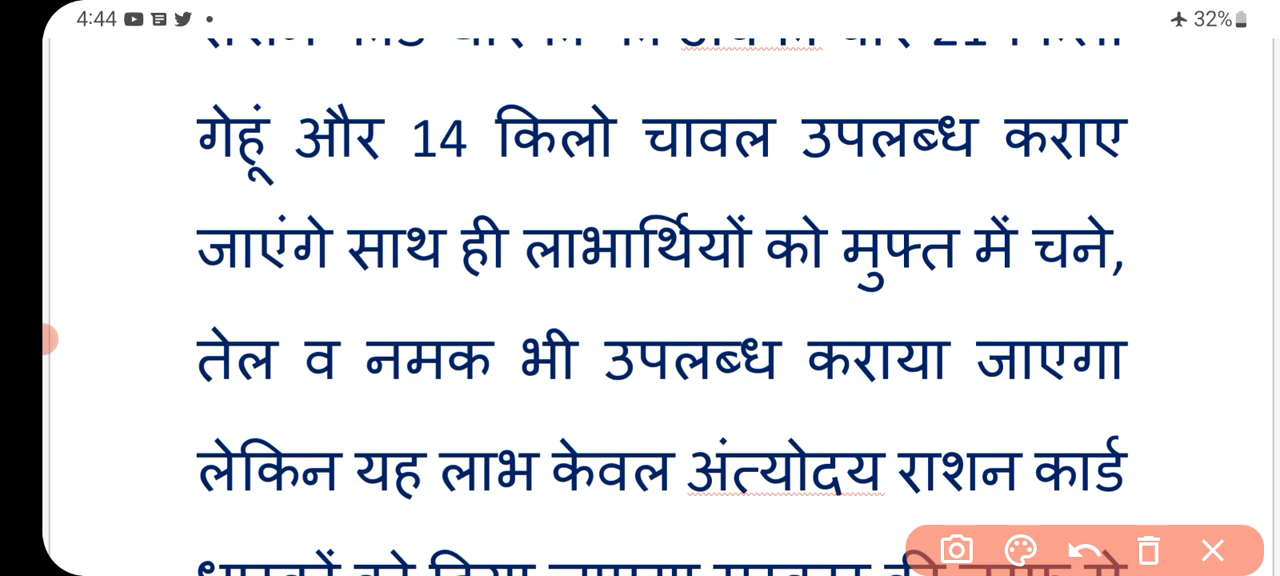 4:44 32%
गेहूं और 14 किलो चावल उपलब्ध कराए
जाएंगे साथ ही लाभार्थियों को मुफ्त में चने,
तेल व नमक भी उपलब्ध कराया जाएगा
लेकिन यह लाभ केवल अंत्योदय राशन कार्ड